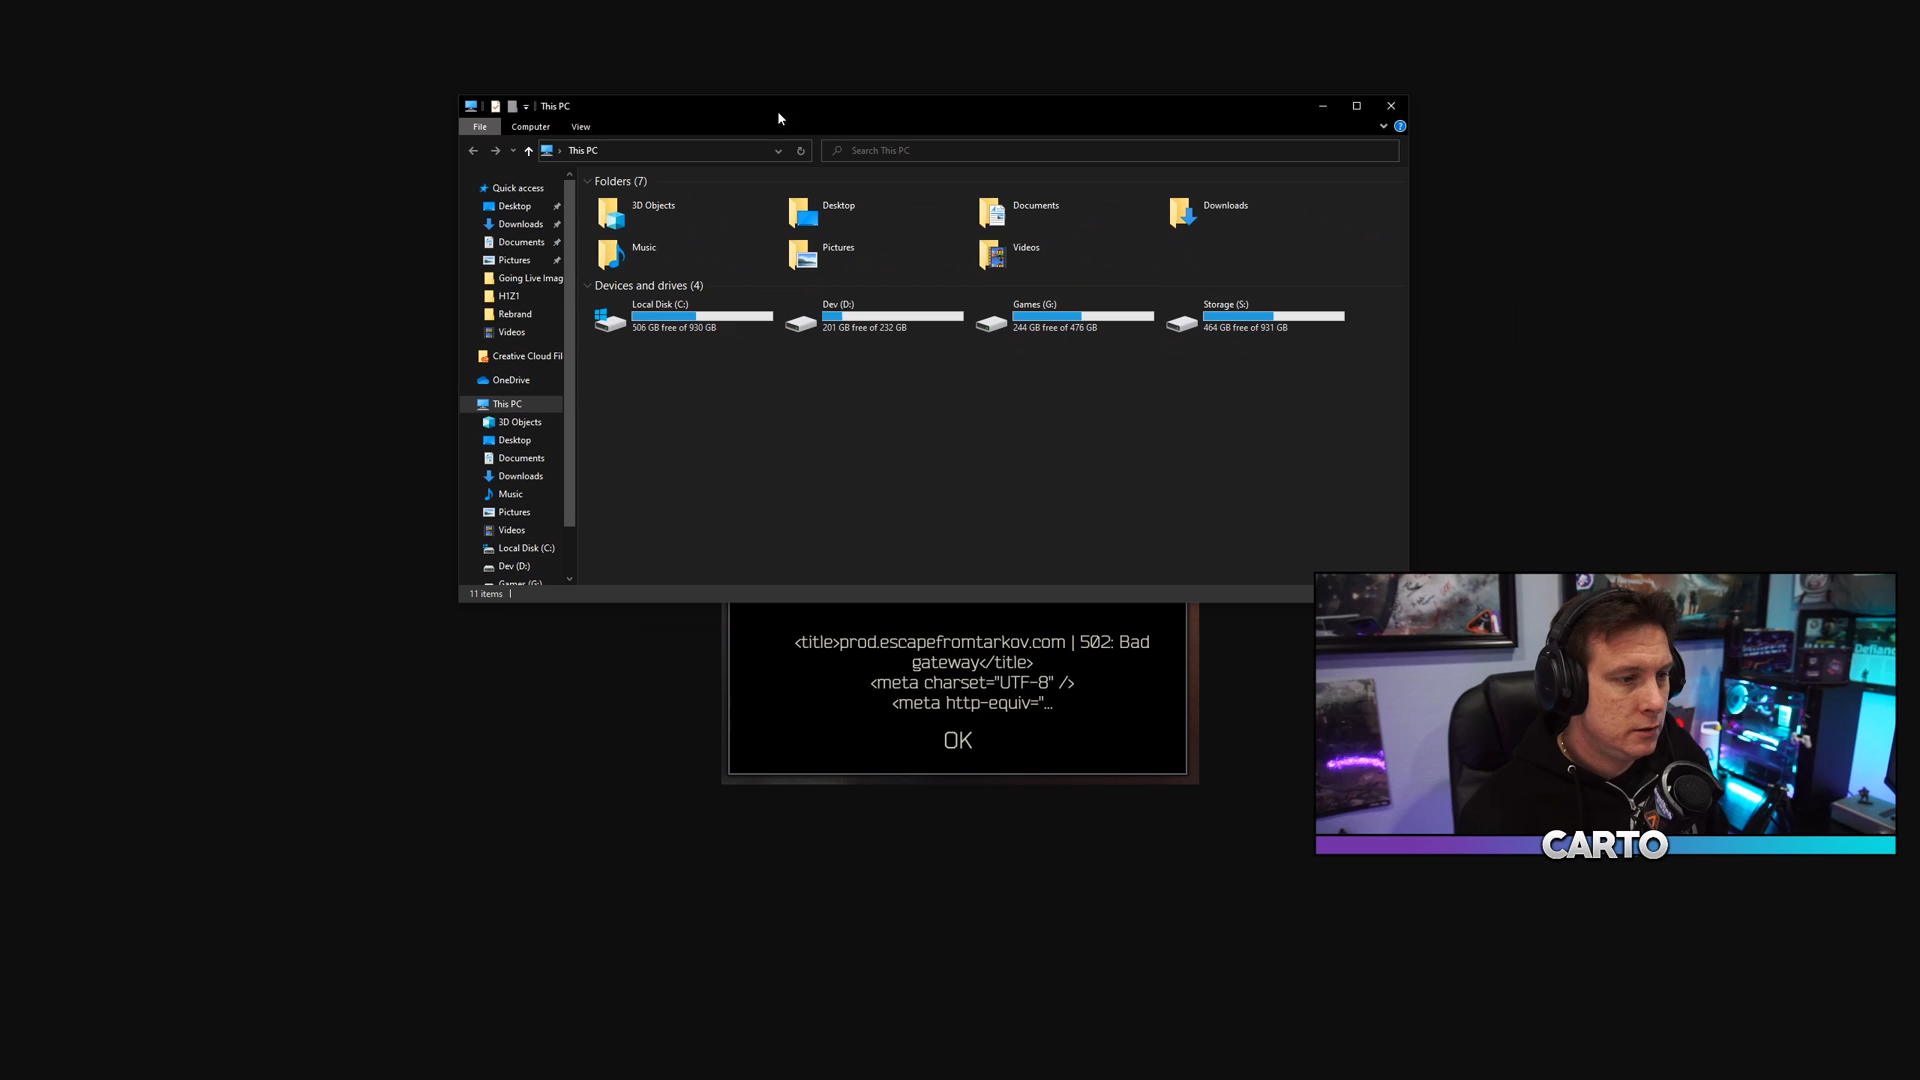 This PC
File
Computer
View
This PC
Search This PC
Quick access
Desktop
Downloads
Documents
Pictures
Going Live Imag
H1Z1
Rebrand
Videos
Creative Cloud Fil
OneDrive
This PC
3D Objects
Desktop
Documents
Downloads
Music
Pictures
Videos
Local Disk (C:)
Dev (D:)
Games (G:)
Folders (7)
3D Objects
Desktop
Documents
Downloads
Music
Pictures
Videos
Devices and drives (4)
Local Disk (C:)
506 GB free of 930 GB
Dev (D:)
201 GB free of 232 GB
Games (G:)
244 GB free of 476 GB
Storage (S:)
464 GB free of 931 GB
11 items
<title>prod.escapefromtarkov.com | 502: Bad
gateway</title>
<meta charset="UTF-8" />
<meta http-equiv="...
OK
Defiance
CARTO